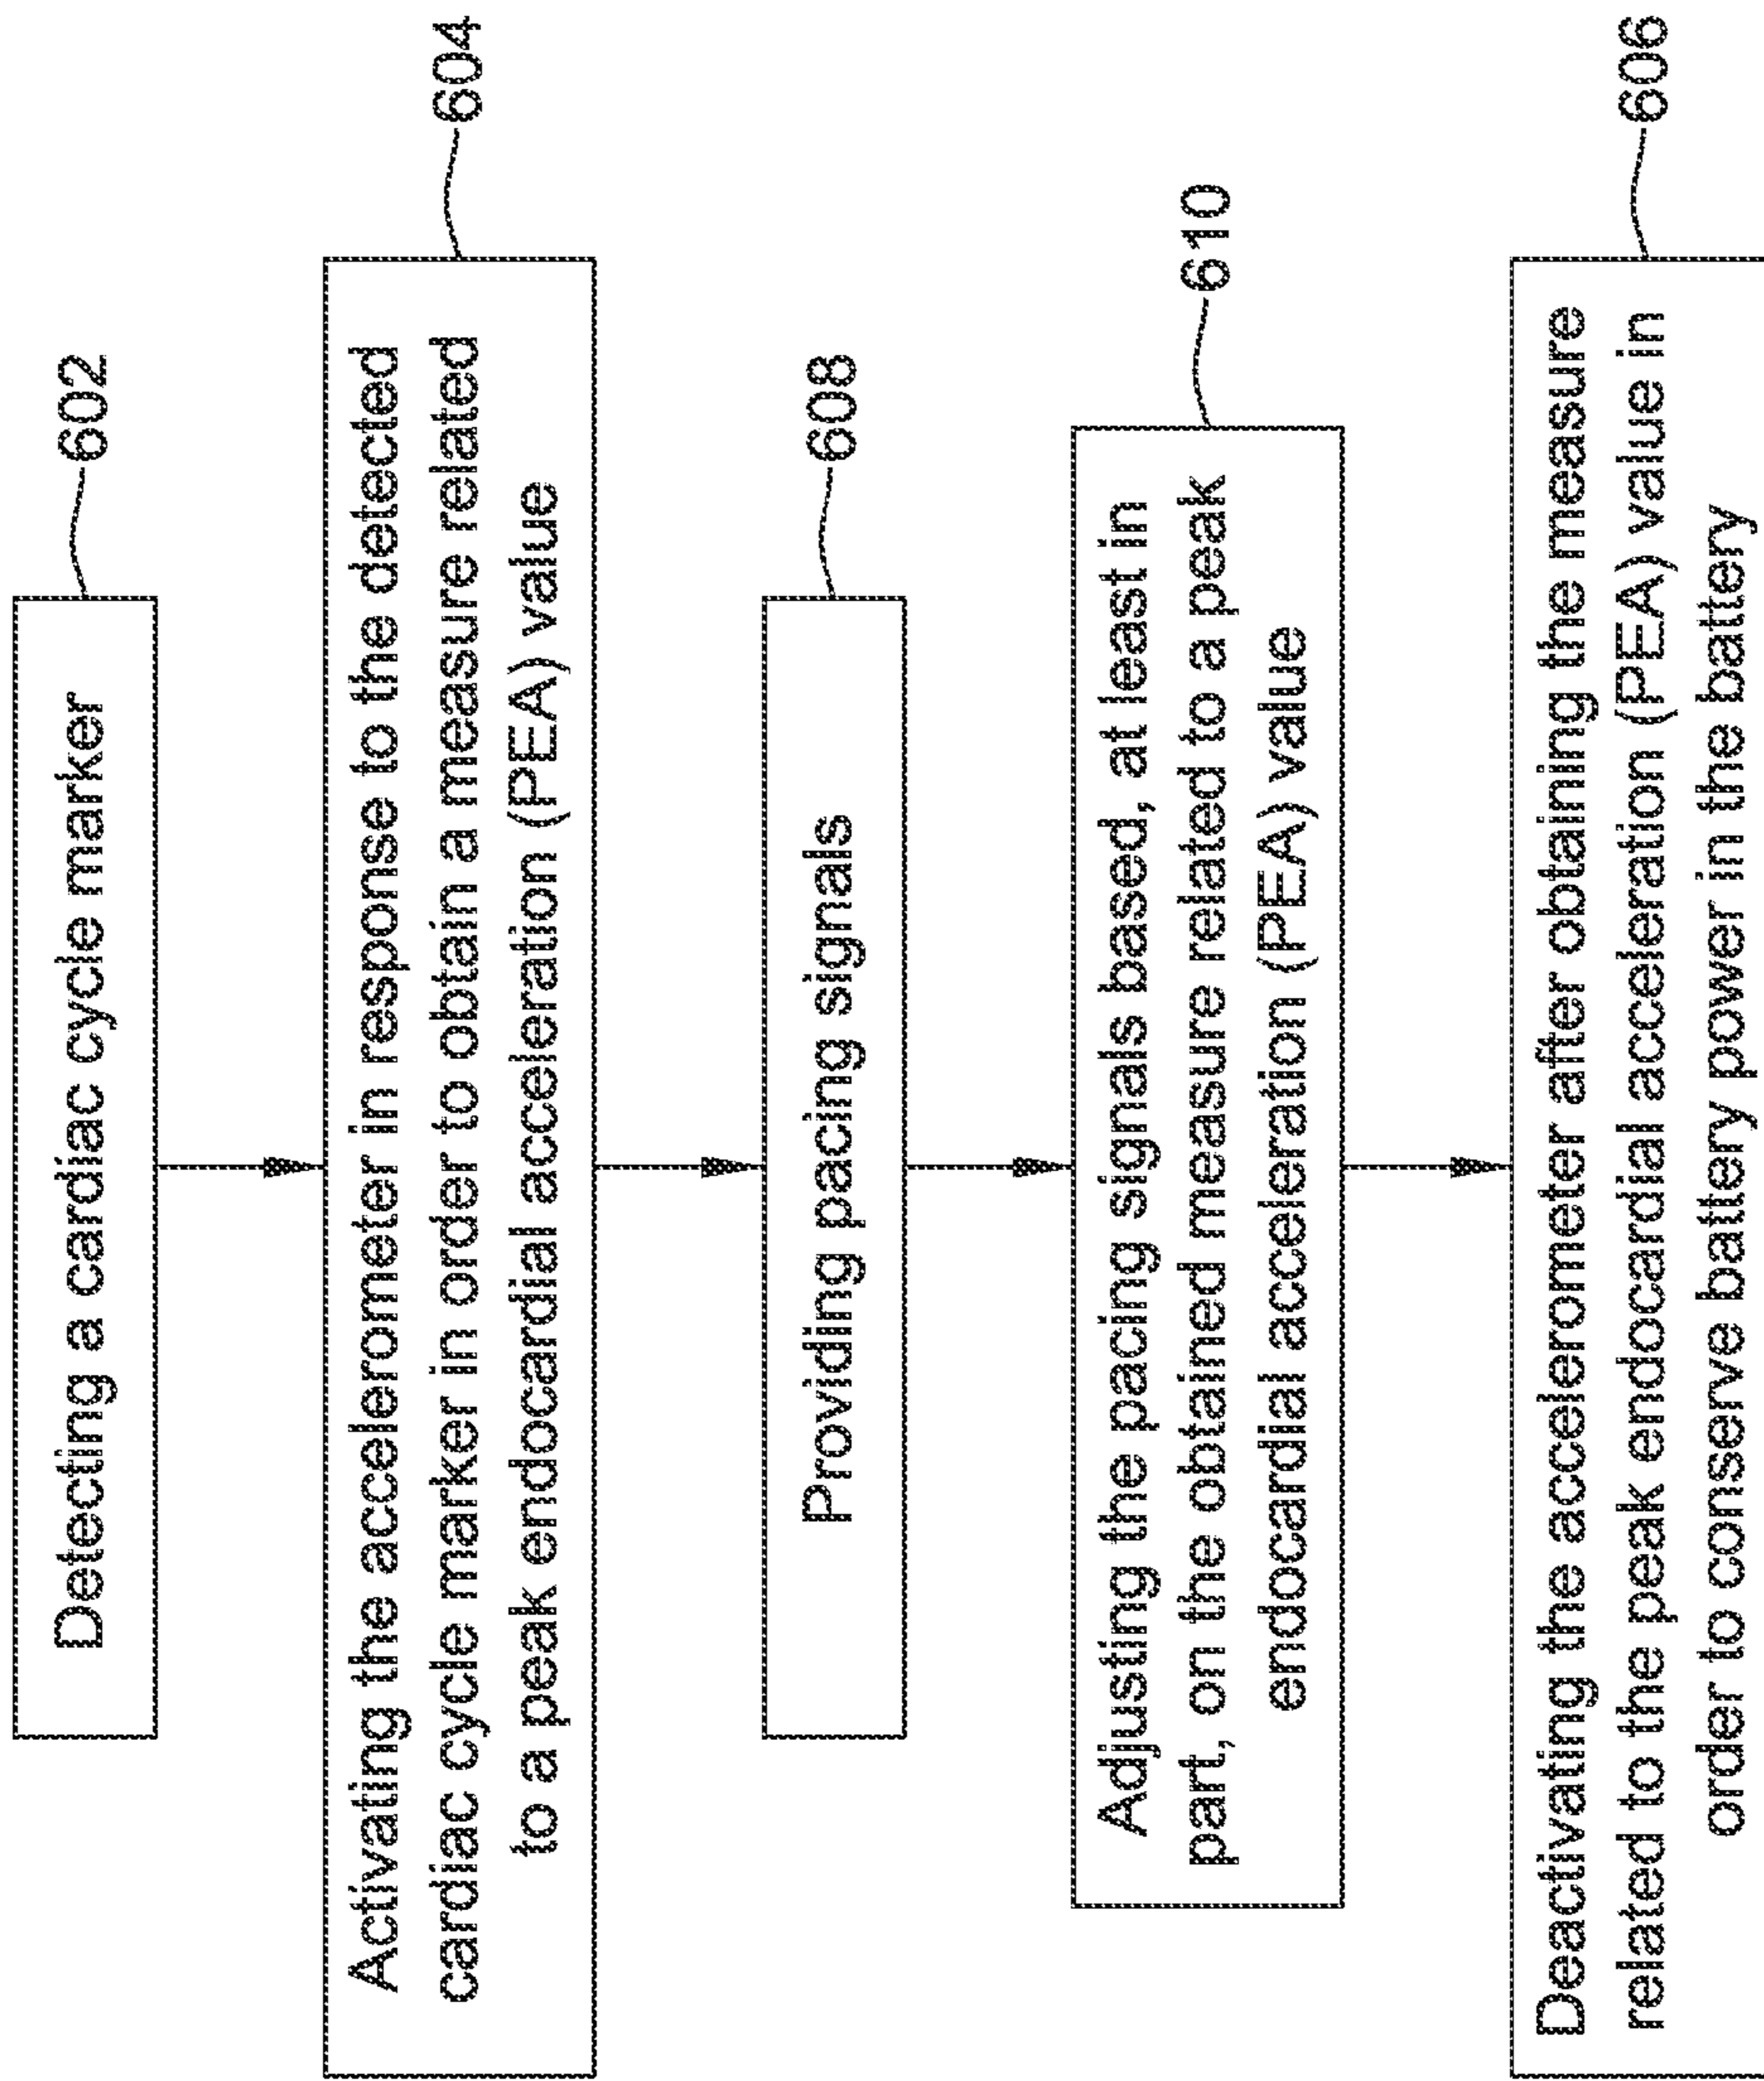 Detecting a cardiac cycle marker
602
Activating the accelerometer in response to the detected
cardiac cycle marker in order to obtain a measure related
to a peak endocardial acceleration (PEA) value
604
Providing pacing signals
608
Adjusting the pacing signals based, at least in
part, on the obtained measure related to a peak
endocardial acceleration (PEA) value
610
Deactivating the accelerometer after obtaining the measure
related to the peak endocardial acceleration (PEA) value in
order to conserve battery power in the battery
606